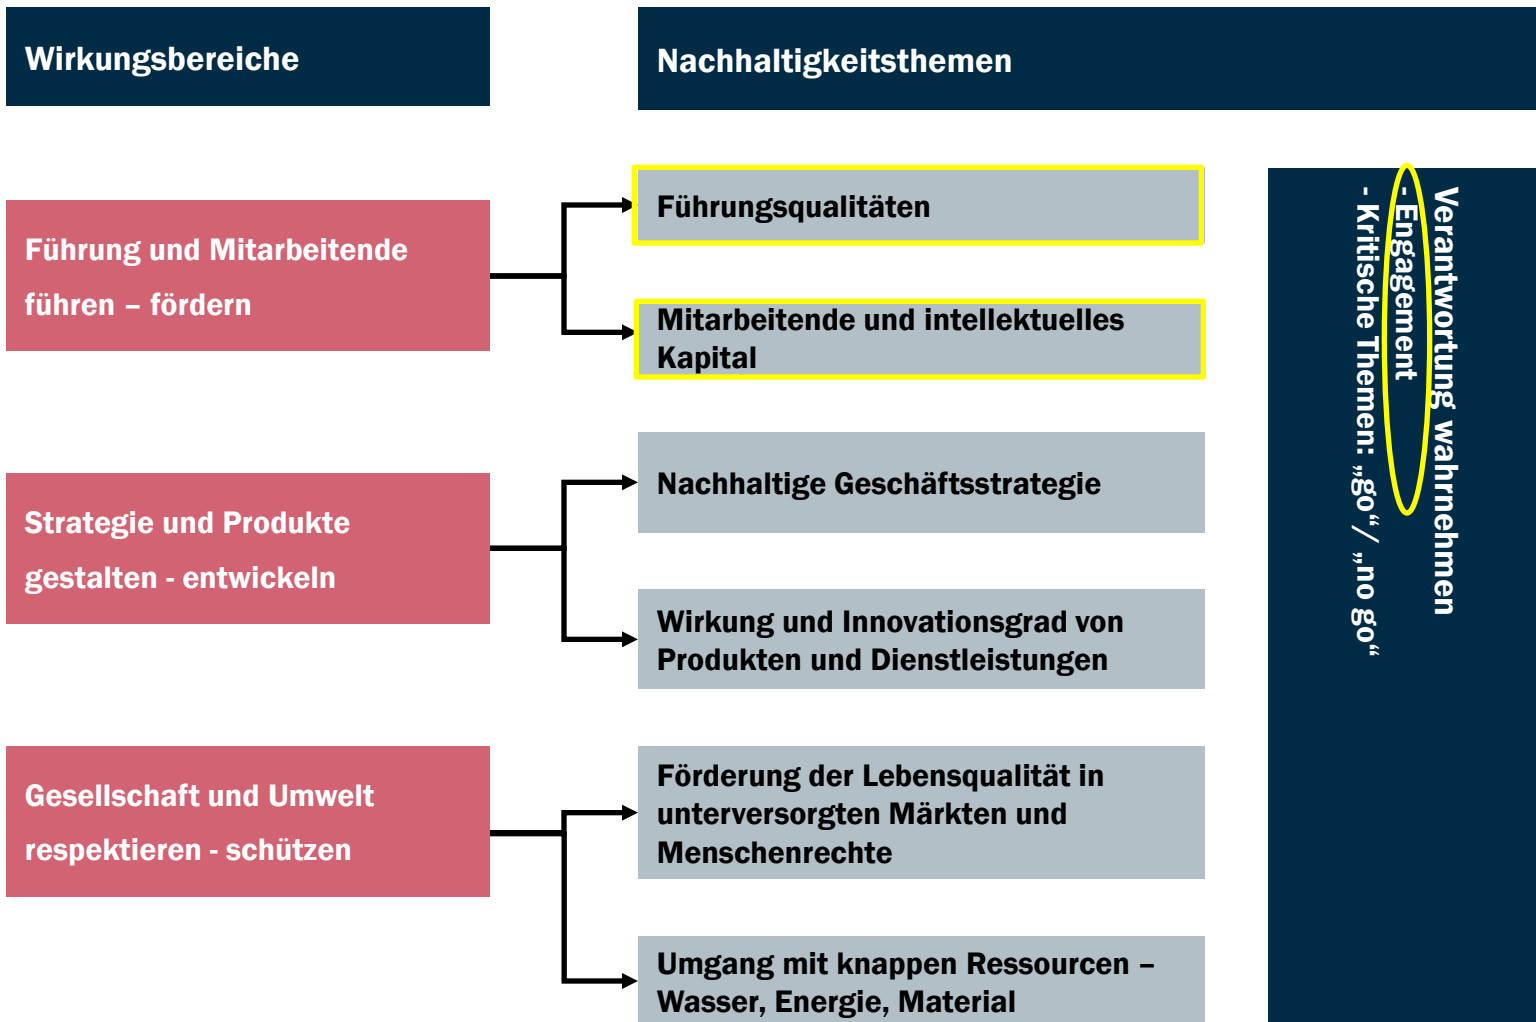 Wirkungsbereiche
Nachhaltigkeitsthemen
Führung und Mitarbeitende
führen – fördern
Führungsqualitäten
Mitarbeitende und intellektuelles
Kapital
Strategie und Produkte
gestalten - entwickeln
Nachhaltige Geschäftsstrategie
Wirkung und Innovationsgrad von
Produkten und Dienstleistungen
Gesellschaft und Umwelt
respektieren - schützen
Förderung der Lebensqualität in
unterversorgten Märkten und
Menschenrechte
Umgang mit knappen Ressourcen –
Wasser, Energie, Material
Verantwortung wahrnehmen
- Engagement
- Kritische Themen: „go“/ „no go“